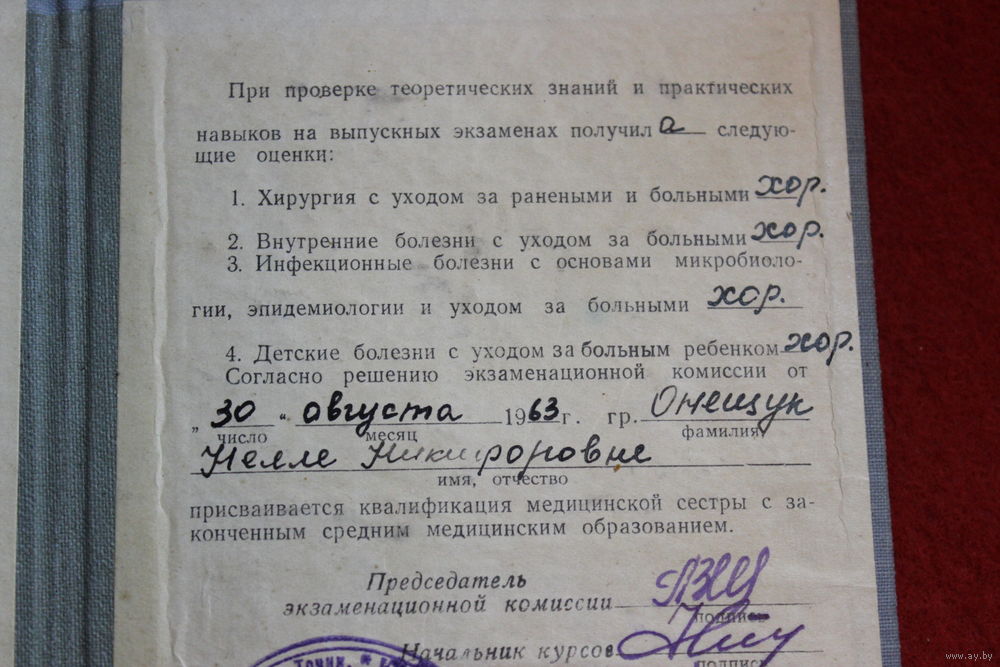 При проверке теоретических знаний и практических
навыков на выпускных экзаменах получила следую-
щие оценки:
1. Хирургия с уходом за ранеными и больными хор.
2. Внутренние болезни с уходом за больными хор.
3. Инфекционные болезни с основами микробиоло-
гии, эпидемиологии и уходом за больными хор.
4. Детские болезни с уходом за больным ребенком хор.
Согласно решению экзаменационной комиссии от
„ 30 “ августа 1963 г. гр. Онещук
число месяц фамилия
Нелле Никифоровне
имя, отчество
присваивается квалификация медицинской сестры с за-
конченным средним медицинским образованием.
Председатель
экзаменационной комиссии
подпись
Начальник курсов
подпись
www.ay.by